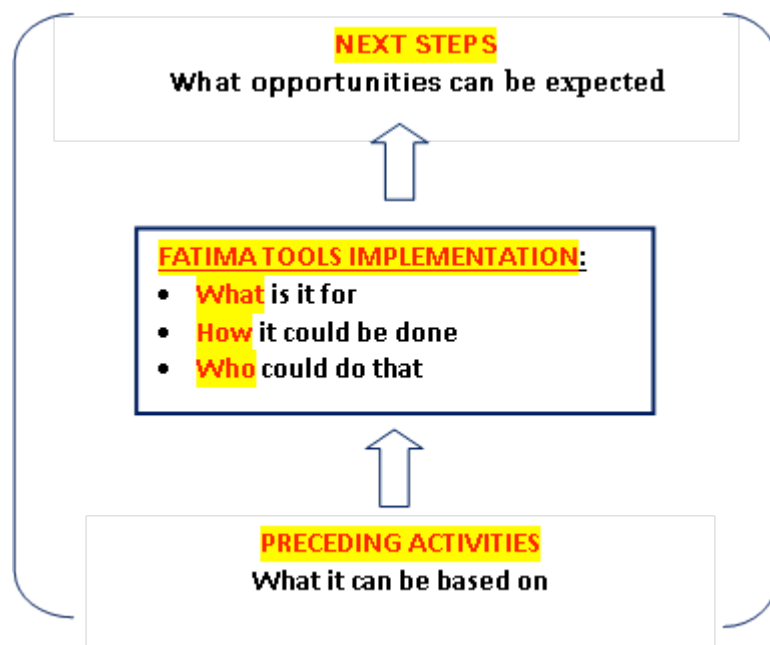 NEXT STEPS
What opportunities can be expected
FATIMA TOOLS IMPLEMENTATION:
• What is it for
• How it could be done
• Who could do that
PRECEDING ACTIVITIES
What it can be based on